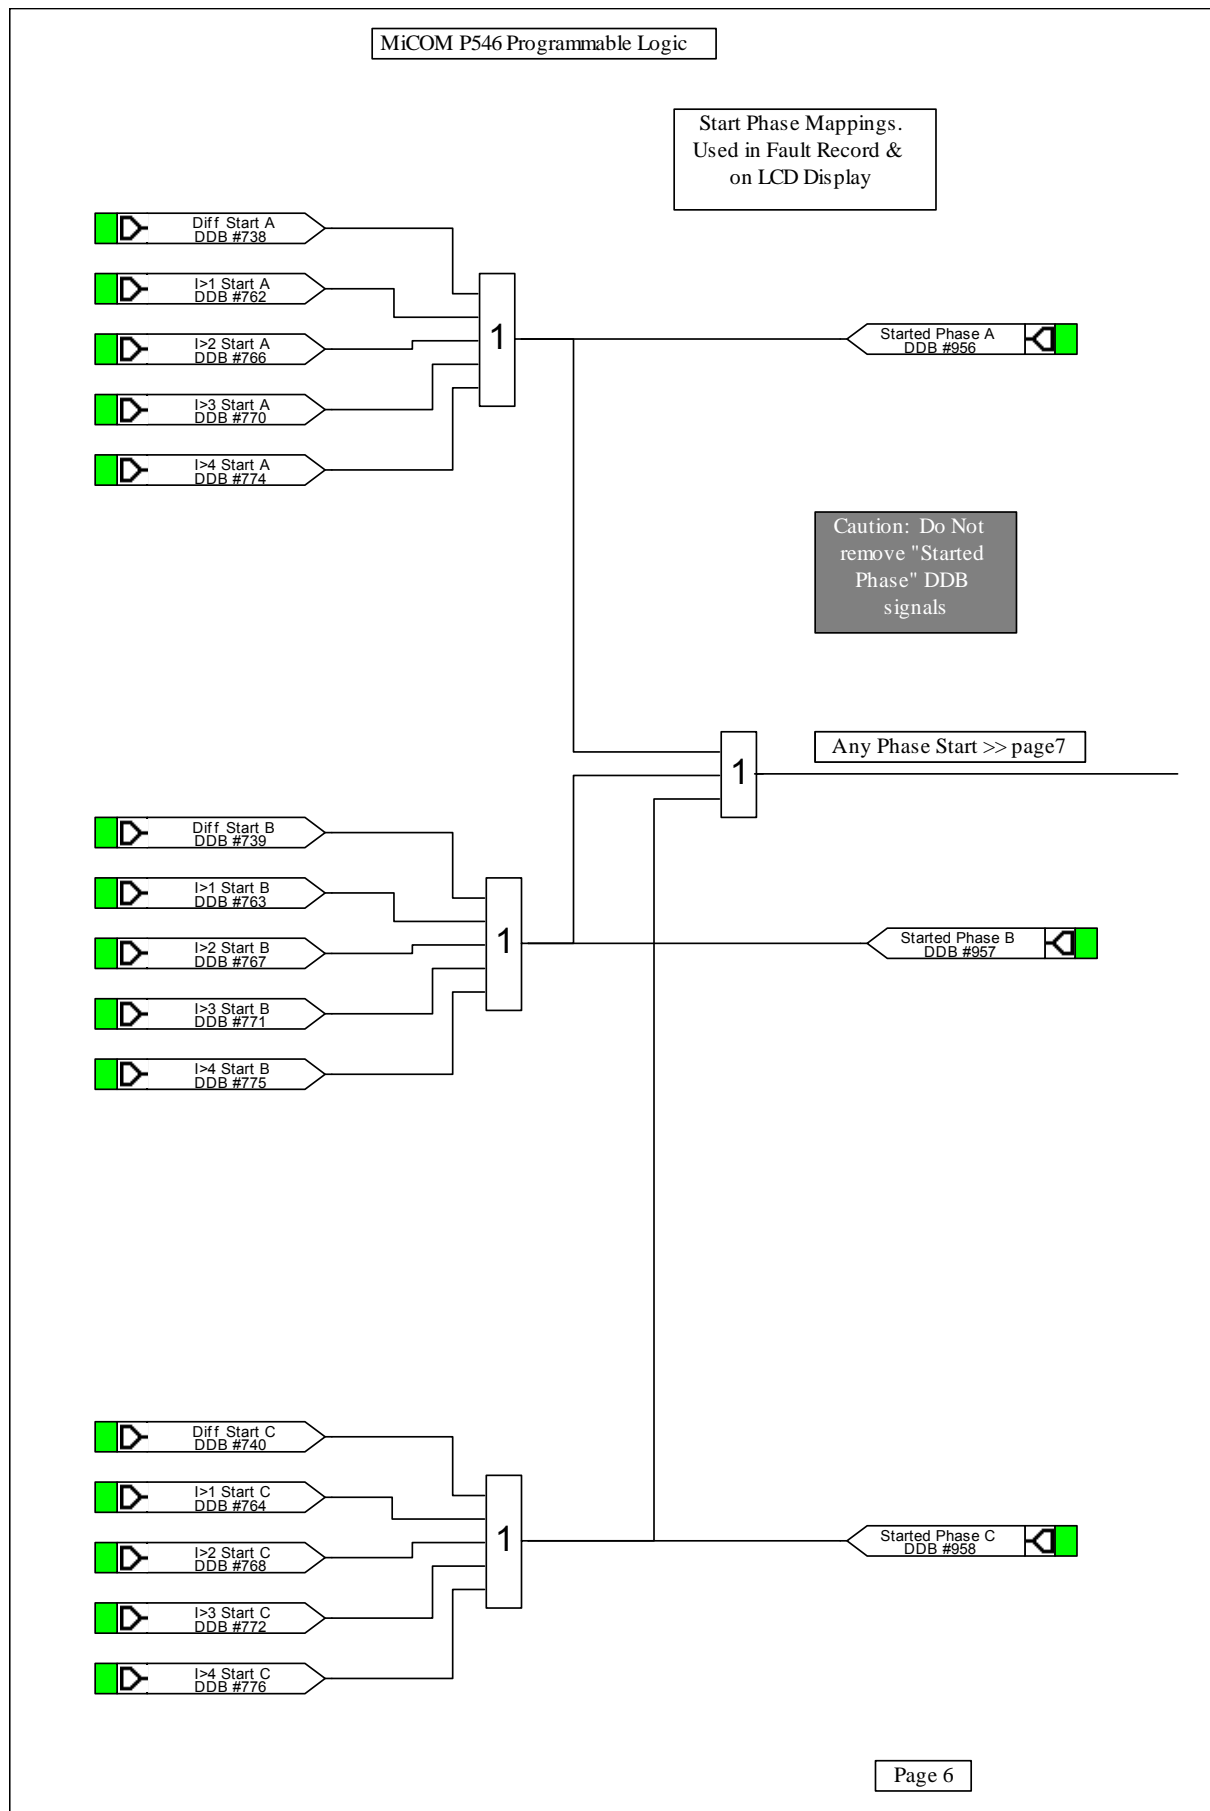 MiCOM P546 Programmable Logic
Start Phase Mappings.
Used in Fault Record &
on LCD Display
Diff Start A
DDB #738
I>1 Start A
DDB #762
I>2 Start A
DDB #766
I>3 Start A
DDB #770
I>4 Start A
DDB #774
1
Started Phase A
DDB #956
Caution: Do Not
remove "Started
Phase" DDB
signals
Any Phase Start >> page7
1
Diff Start B
DDB #739
I>1 Start B
DDB #763
I>2 Start B
DDB #767
I>3 Start B
DDB #771
I>4 Start B
DDB #775
1
Started Phase B
DDB #957
Diff Start C
DDB #740
I>1 Start C
DDB #764
I>2 Start C
DDB #768
I>3 Start C
DDB #772
I>4 Start C
DDB #776
1
Started Phase C
DDB #958
Page 6